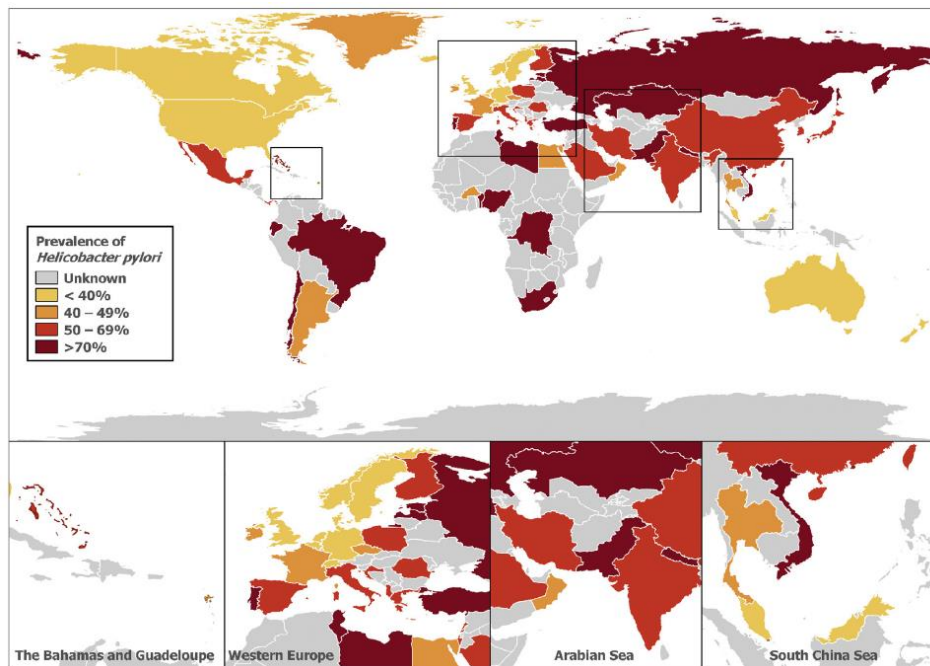 Prevalence of
Helicobacter pylori
Unknown
< 40%
40 – 49%
50 – 69%
>70%
The Bahamas and Guadeloupe
Western Europe
Arabian Sea
South China Sea